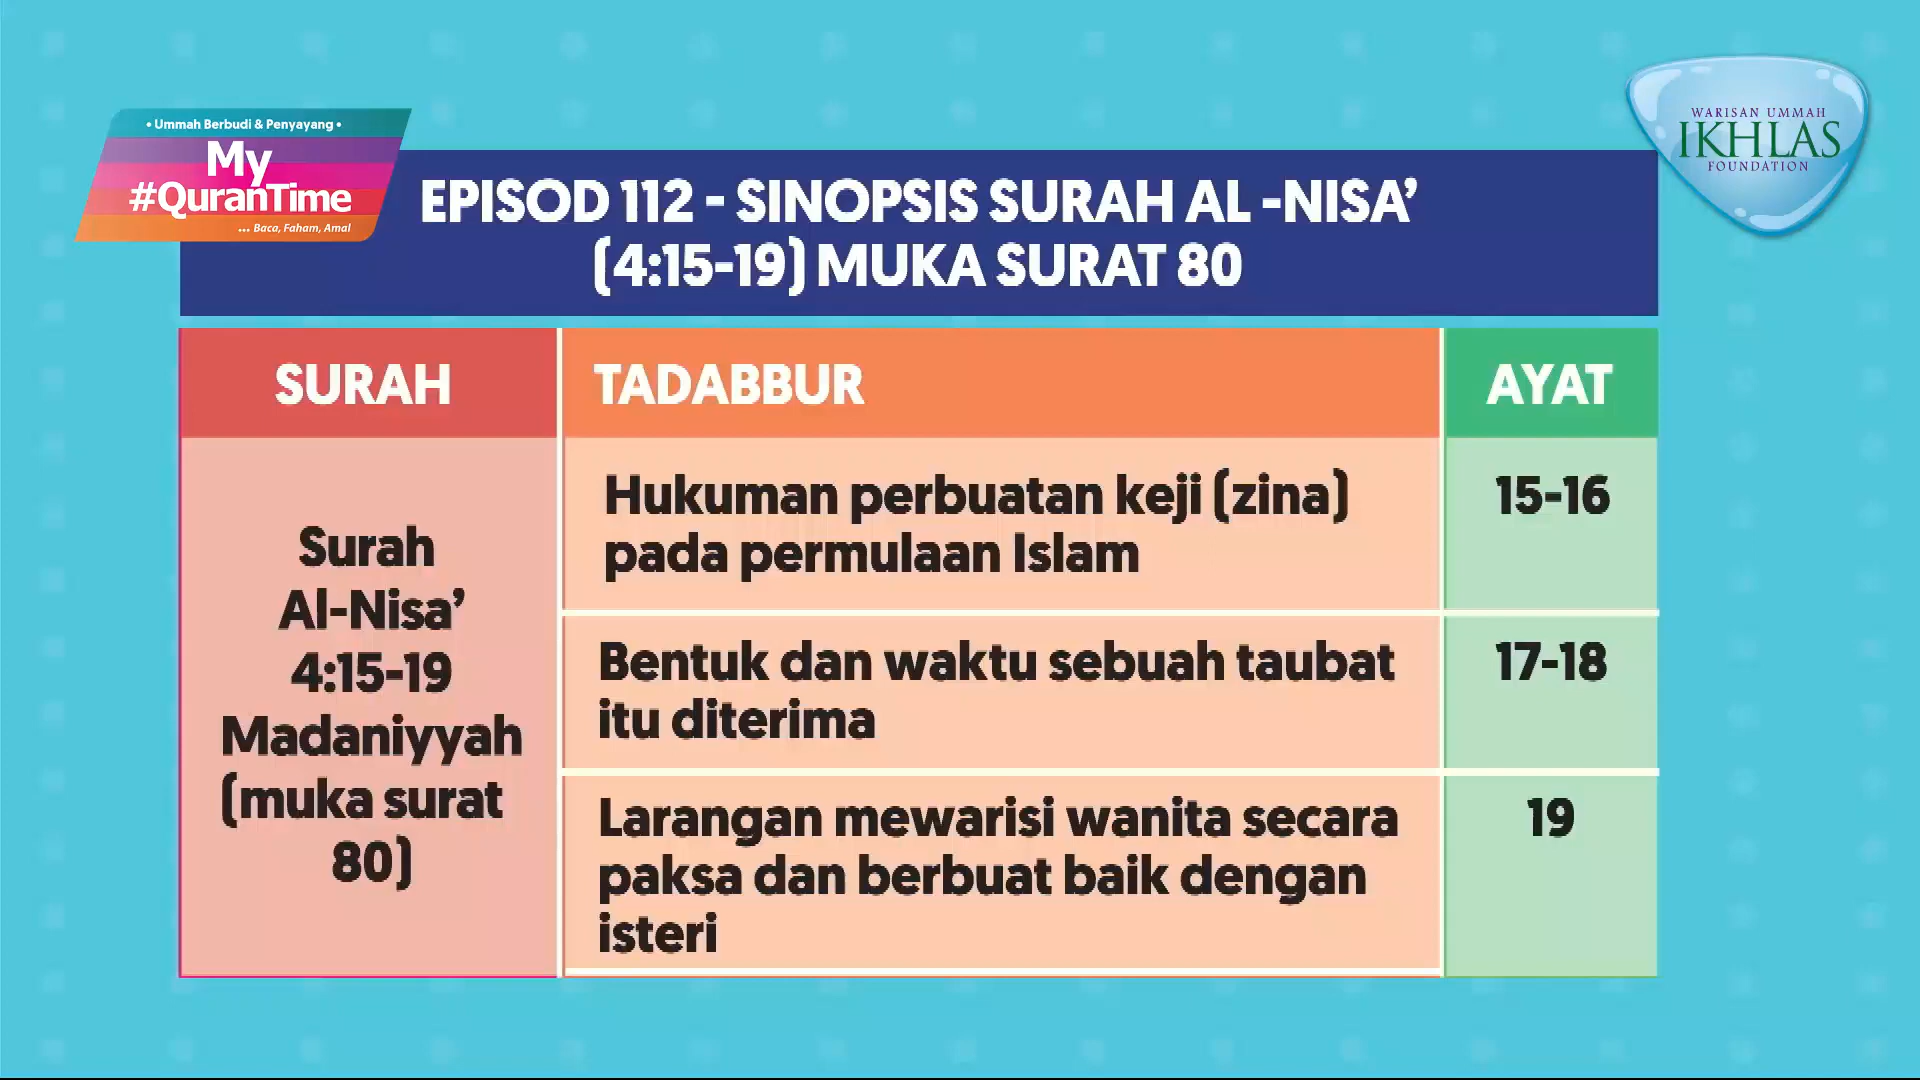 • Ummah Berbudi & Penyayang •
My
#QuranTime
... Baca, Faham, Amal
WARISAN UMMAH
IKHLAS
FOUNDATION
EPISOD 112 - SINOPSIS SURAH AL -NISA’
(4:15-19) MUKA SURAT 80
SURAH
TADABBUR
AYAT
Surah
Al-Nisa’
4:15-19
Madaniyyah
(muka surat
80)
Hukuman perbuatan keji (zina)
pada permulaan Islam
15-16
Bentuk dan waktu sebuah taubat
itu diterima
17-18
Larangan mewarisi wanita secara
paksa dan berbuat baik dengan
isteri
19